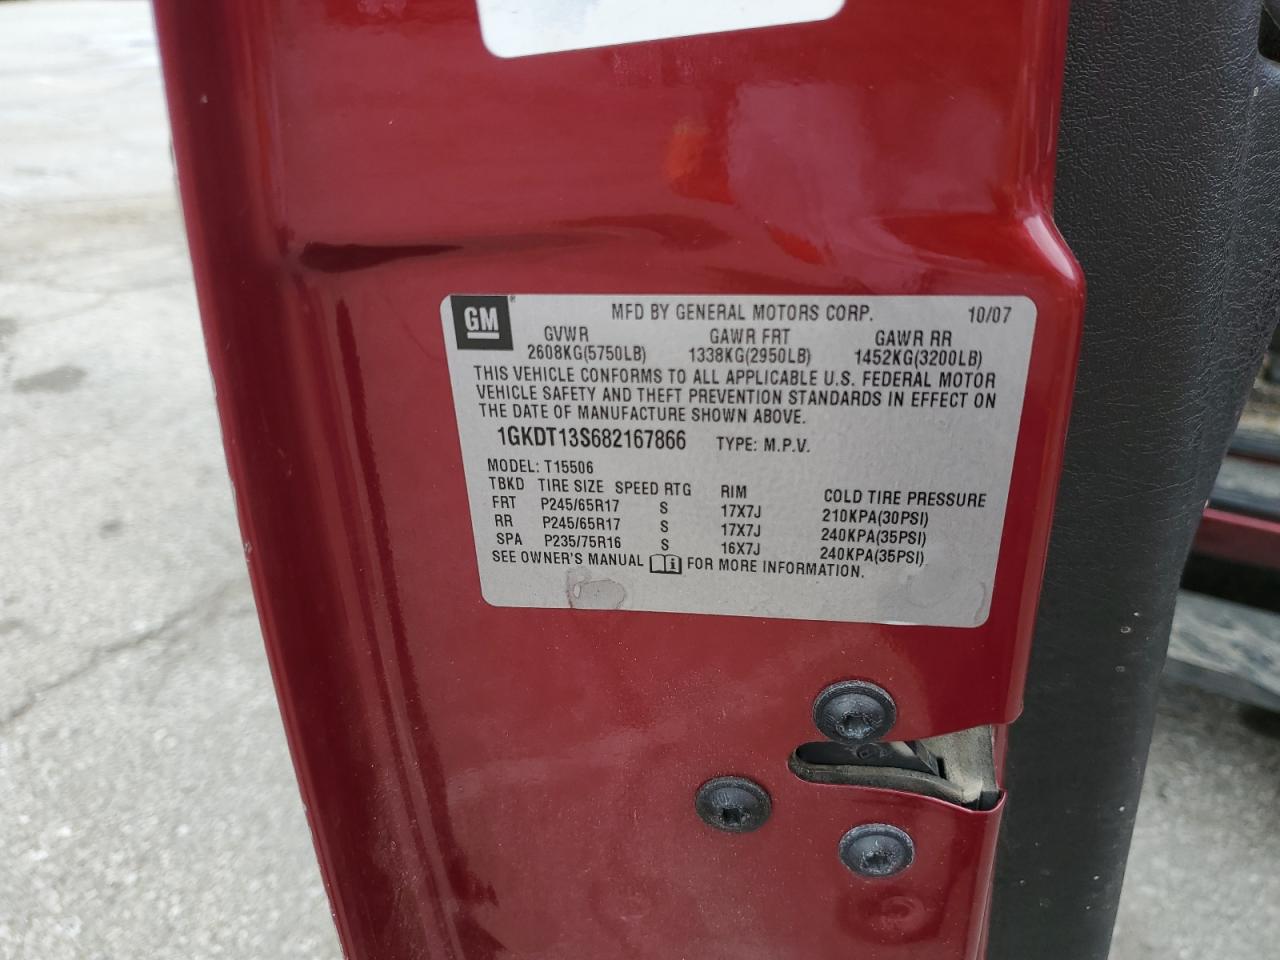 GM ® MFD BY GENERAL MOTORS CORP. 10/07
GVWR GAWR FRT GAWR RR
2608KG(5750LB) 1338KG(2950LB) 1452KG(3200LB)
THIS VEHICLE CONFORMS TO ALL APPLICABLE U.S. FEDERAL MOTOR
VEHICLE SAFETY AND THEFT PREVENTION STANDARDS IN EFFECT ON
THE DATE OF MANUFACTURE SHOWN ABOVE.
1GKDT13S682167866 TYPE: M.P.V.
MODEL: T15506
TBKD TIRE SIZE SPEED RTG RIM COLD TIRE PRESSURE
FRT P245/65R17 S 17X7J 210KPA(30PSI)
RR P245/65R17 S 17X7J 240KPA(35PSI)
SPA P235/75R16 S 16X7J 240KPA(35PSI)
SEE OWNER'S MANUAL i FOR MORE INFORMATION.